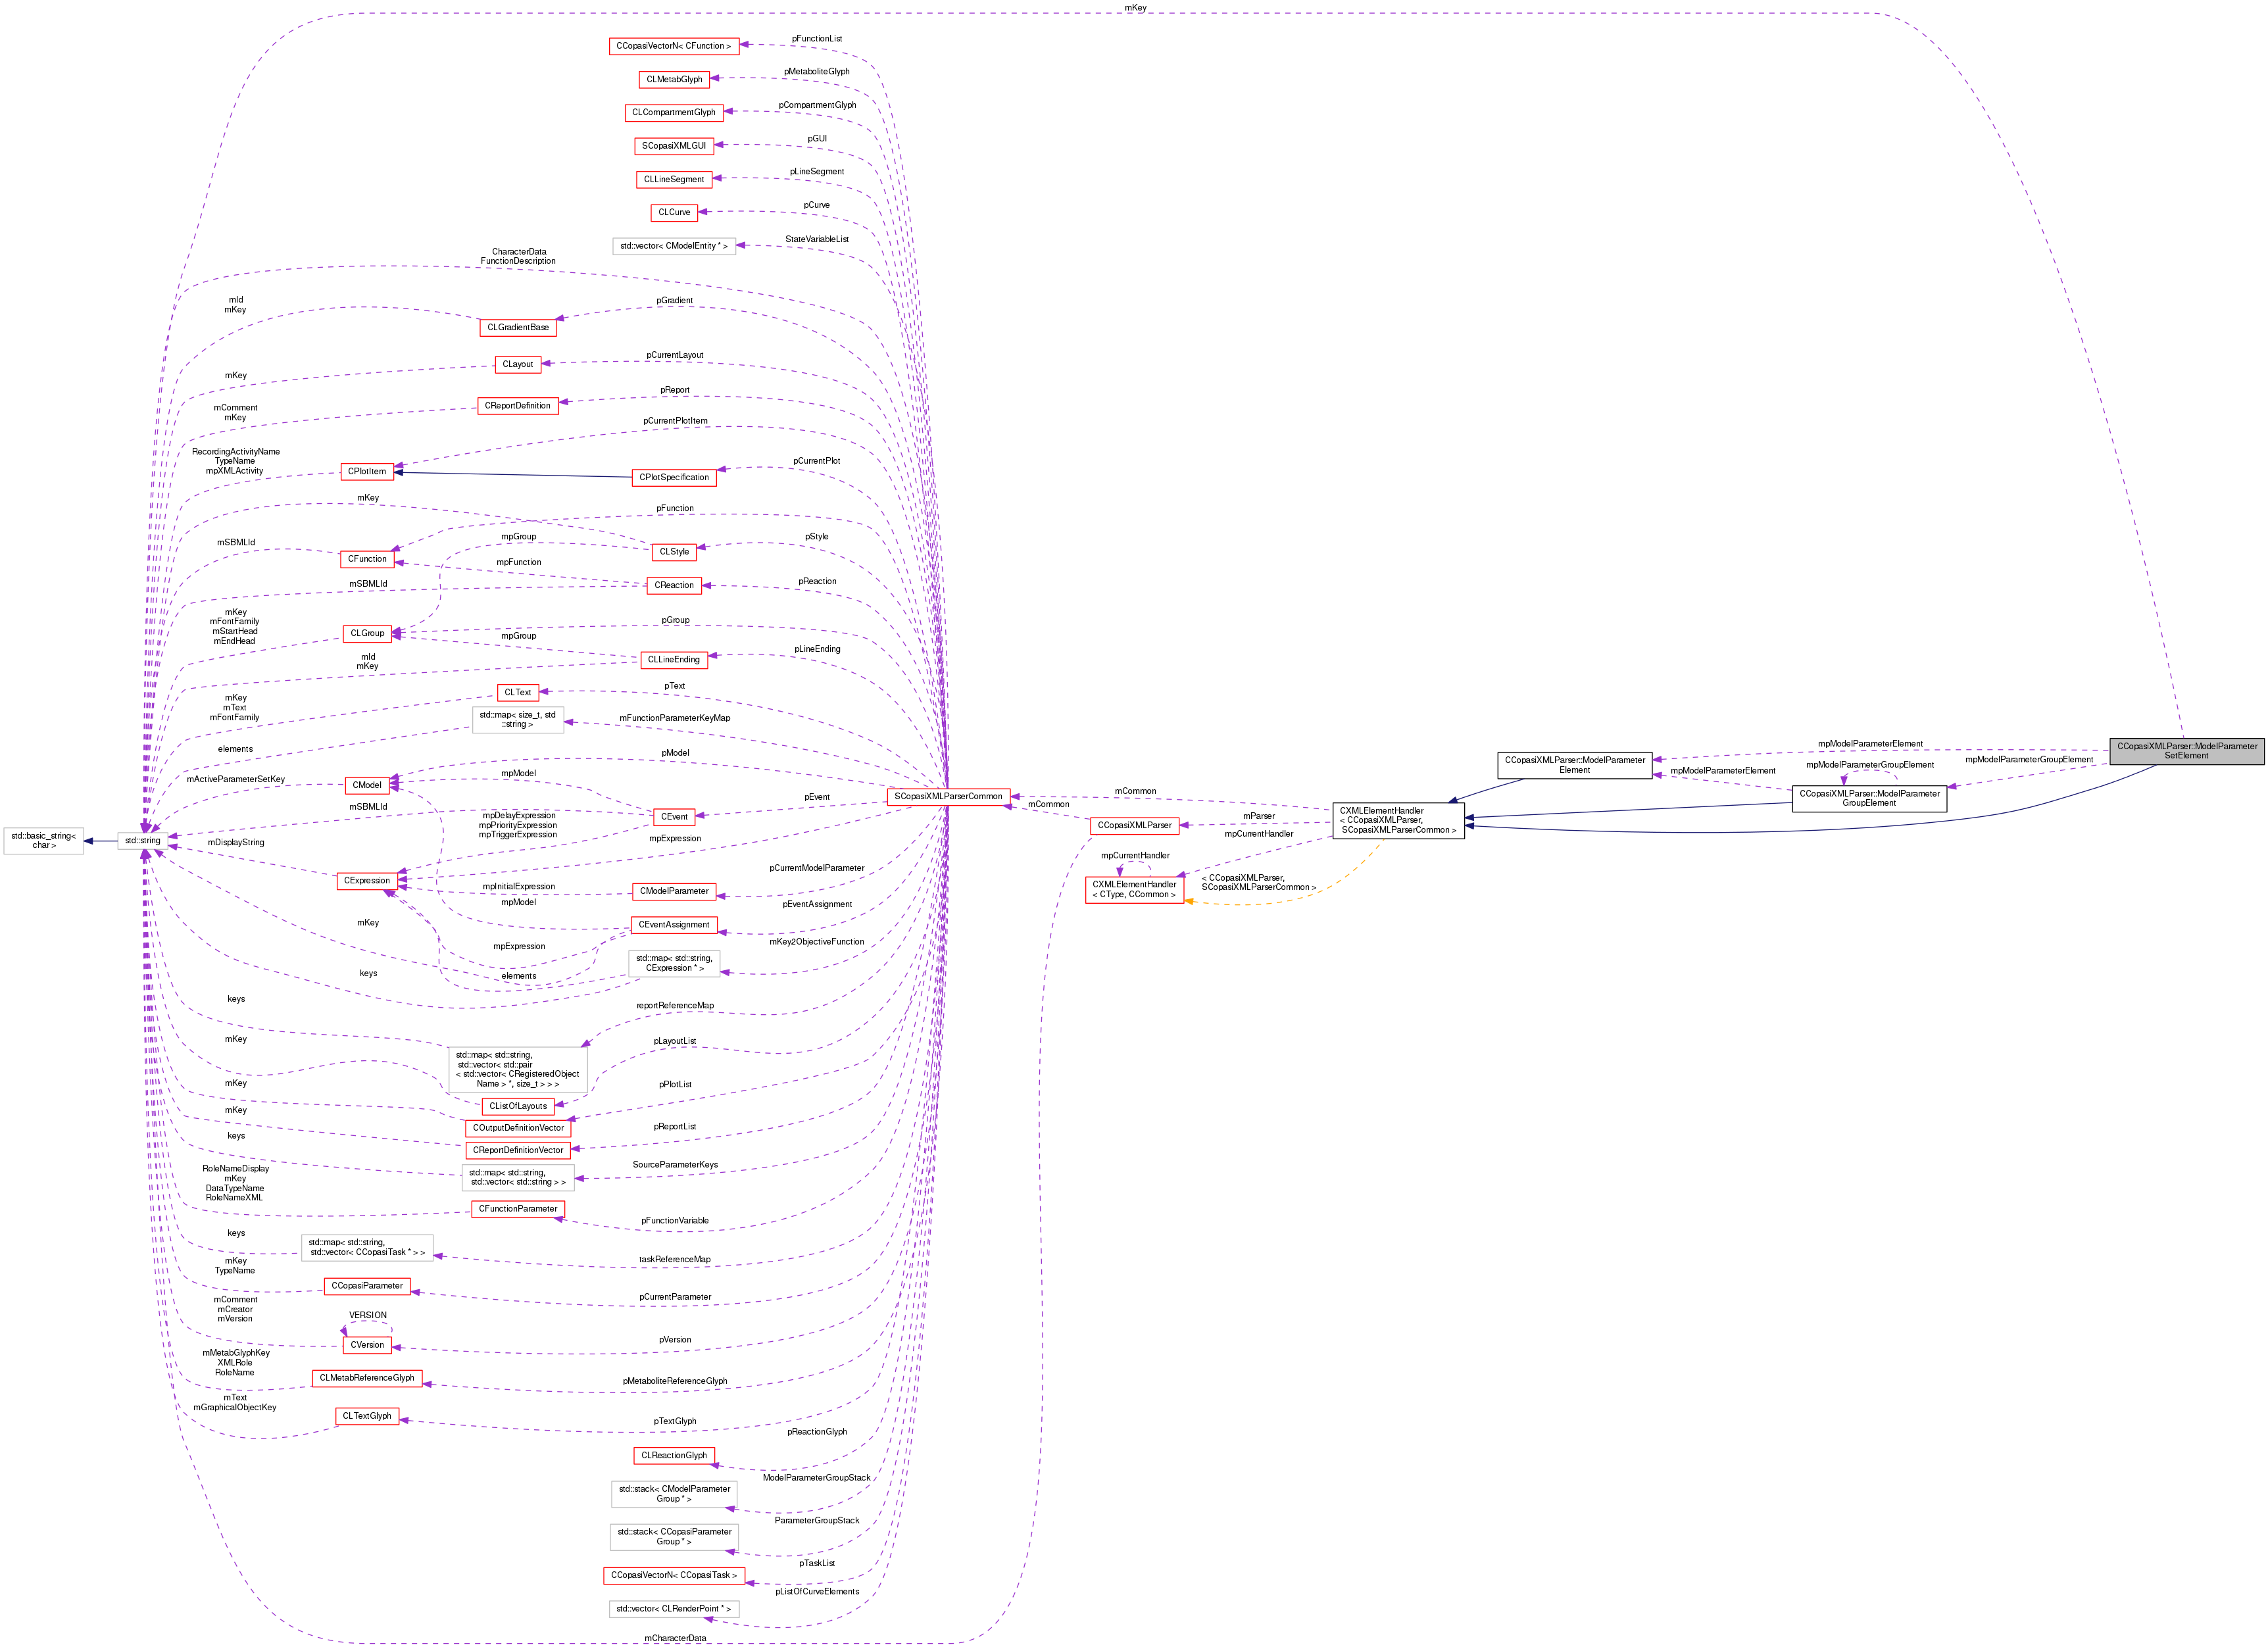 mKey
CCopasiVectorN< CFunction >
pFunctionList
CLMetabGlyph
pMetaboliteGlyph
CLCompartmentGlyph
pCompartmentGlyph
SCopasiXMLGUI
pGUI
CLLineSegment
pLineSegment
CLCurve
pCurve
std::vector< CModelEntity * >
StateVariableList
CharacterData
FunctionDescription
mId
mKey
CLGradientBase
pGradient
mKey
CLayout
pCurrentLayout
mComment
mKey
CReportDefinition
pReport
pCurrentPlotItem
RecordingActivityName
TypeName
mpXMLActivity
CPlotItem
CPlotSpecification
pCurrentPlot
mKey
pFunction
mSBMLId
CFunction
mpGroup
CLStyle
pStyle
mpFunction
mSBMLId
CReaction
pReaction
mKey
mFontFamily
mStartHead
mEndHead
CLGroup
pGroup
mpGroup
mId
mKey
CLLineEnding
pLineEnding
mKey
mText
mFontFamily
CLText
pText
std::map< size_t, std
::string >
mFunctionParameterKeyMap
elements
mActiveParameterSetKey
CModel
pModel
mpModel
mSBMLId
CEvent
pEvent
mpDelayExpression
mpPriorityExpression
mpTriggerExpression
mpExpression
SCopasiXMLParserCommon
std::basic_string<
char >
std::string
mDisplayString
CExpression
mpInitialExpression
CModelParameter
pCurrentModelParameter
mpModel
CEventAssignment
pEventAssignment
mKey
mpExpression
std::map< std::string,
CExpression * >
mKey2ObjectiveFunction
elements
keys
keys
reportReferenceMap
std::map< std::string,
std::vector< std::pair
< std::vector< CRegisteredObject
Name > *, size_t > > >
mKey
pLayoutList
CListOfLayouts
mKey
COutputDefinitionVector
pPlotList
mKey
CReportDefinitionVector
pReportList
keys
std::map< std::string,
std::vector< std::string > >
SourceParameterKeys
RoleNameDisplay
mKey
DataTypeName
RoleNameXML
CFunctionParameter
pFunctionVariable
keys
std::map< std::string,
std::vector< CCopasiTask * > >
taskReferenceMap
mKey
TypeName
CCopasiParameter
pCurrentParameter
mComment
mCreator
mVersion
VERSION
CVersion
pVersion
mMetabGlyphKey
XMLRole
RoleName
CLMetabReferenceGlyph
pMetaboliteReferenceGlyph
mText
mGraphicalObjectKey
CLTextGlyph
pTextGlyph
CLReactionGlyph
pReactionGlyph
std::stack< CModelParameter
Group * >
ModelParameterGroupStack
std::stack< CCopasiParameter
Group * >
ParameterGroupStack
CCopasiVectorN< CCopasiTask >
pTaskList
std::vector< CLRenderPoint * >
pListOfCurveElements
mCharacterData
mCommon
CCopasiXMLParser
mCommon
mParser
mpCurrentHandler
mpCurrentHandler
CXMLElementHandler
< CType, CCommon >
< CCopasiXMLParser,
SCopasiXMLParserCommon >
CXMLElementHandler
< CCopasiXMLParser,
SCopasiXMLParserCommon >
CCopasiXMLParser::ModelParameter
Element
mpModelParameterElement
mpModelParameterElement
mpModelParameterGroupElement
mpModelParameterGroupElement
CCopasiXMLParser::ModelParameter
GroupElement
CCopasiXMLParser::ModelParameter
SetElement